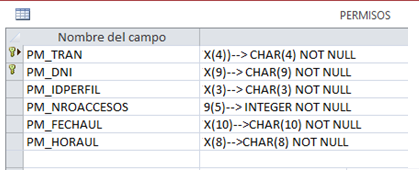 PERMISOS
Nombre del campo
PM_TRAN X(4))--> CHAR(4) NOT NULL
PM_DNI X(9)--> CHAR(9) NOT NULL
PM_IDPERFIL X(3)--> CHAR(3) NOT NULL
PM_NROACCESOS 9(5)--> INTEGER NOT NULL
PM_FECHAUL X(10)-->CHAR(10) NOT NULL
PM_HORAUL X(8)-->CHAR(8) NOT NULL